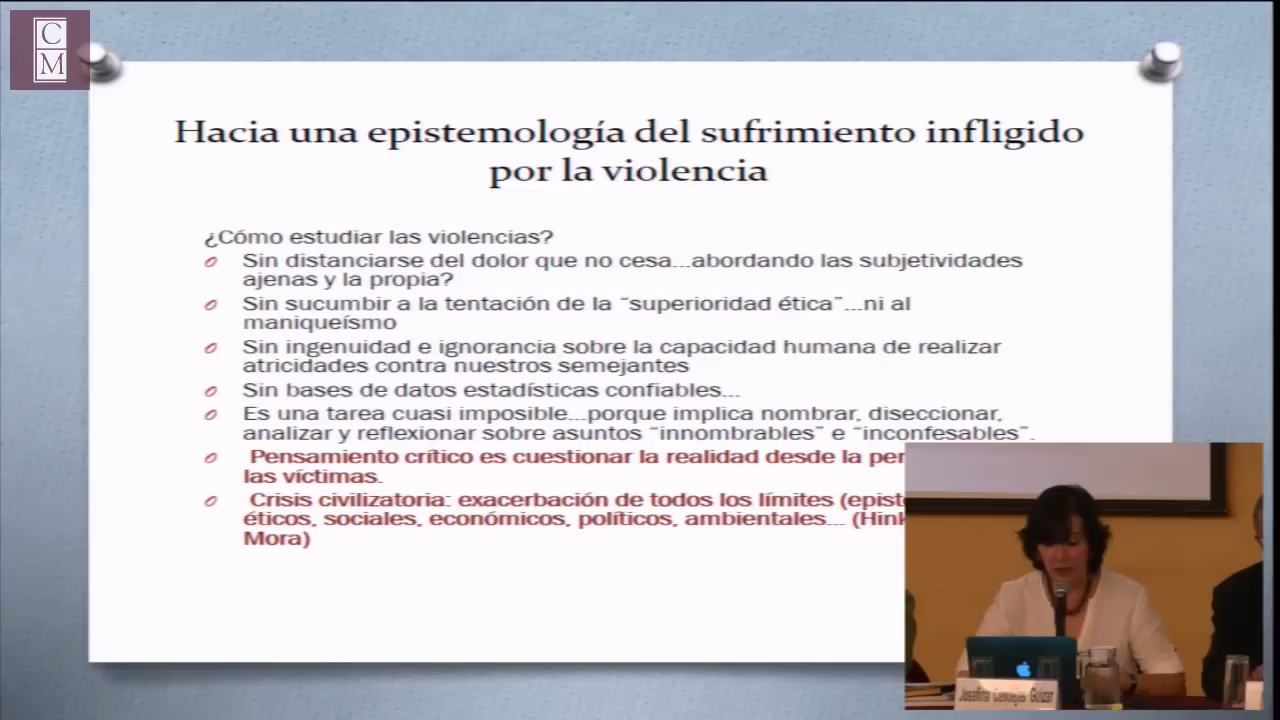 C
M
Hacia una epistemología del sufrimiento infligido
por la violencia
¿Cómo estudiar las violencias?
Sin distanciarse del dolor que no cesa...abordando las subjetividades
ajenas y la propia?
Sin sucumbir a la tentación de la “superioridad ética”...ni al
maniqueísmo
Sin ingenuidad e ignorancia sobre la capacidad humana de realizar
atricidades contra nuestros semejantes
Sin bases de datos estadísticas confiables...
Es una tarea cuasi imposible...porque implica nombrar, diseccionar,
analizar y reflexionar sobre asuntos “innombrables” e “inconfesables”.
Pensamiento crítico es cuestionar la realidad desde la
las víctimas.
Crisis civilizatoria: exacerbación de todos los límites
éticos, sociales, económicos, políticos, ambientales...
Mora)
Josefina